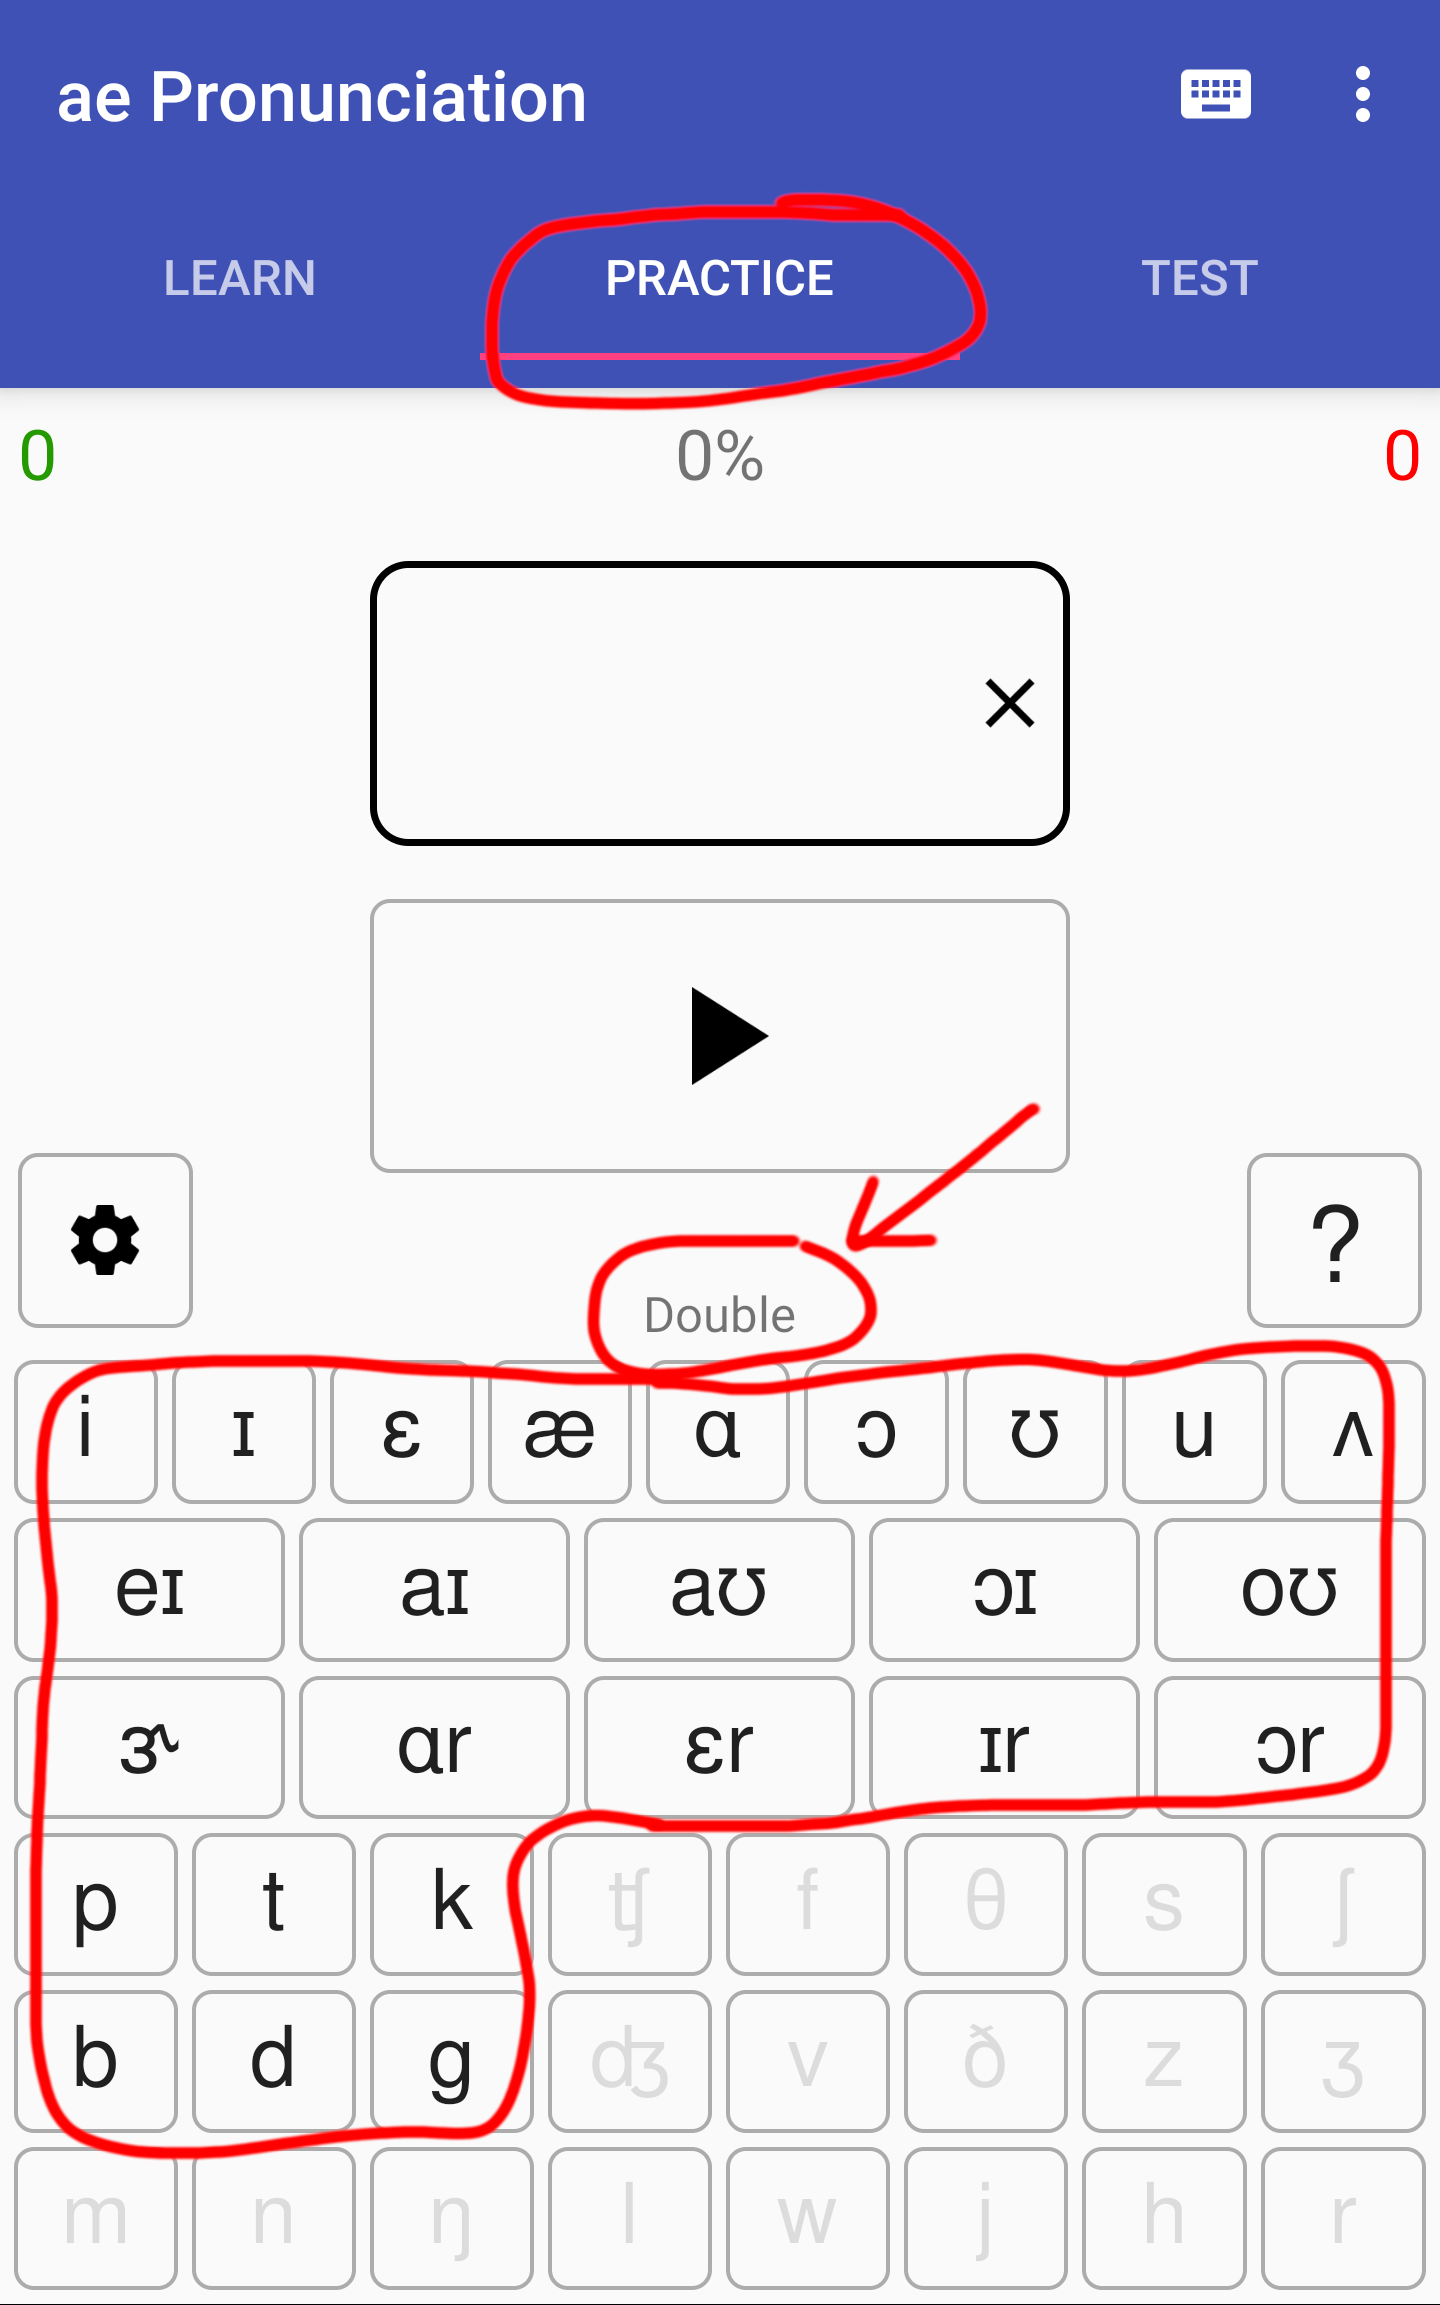 ae Pronunciation
LEARN PRACTICE TEST
0 0% 0
?
Double
i ɪ ɛ æ ɑ ɔ ʊ u ʌ
eɪ aɪ aʊ ɔɪ oʊ
ɝ ɑr ɛr ɪr ɔr
p t k ʧ f θ s ʃ
b d g ʤ v ð z ʒ
m n ŋ l w j h r